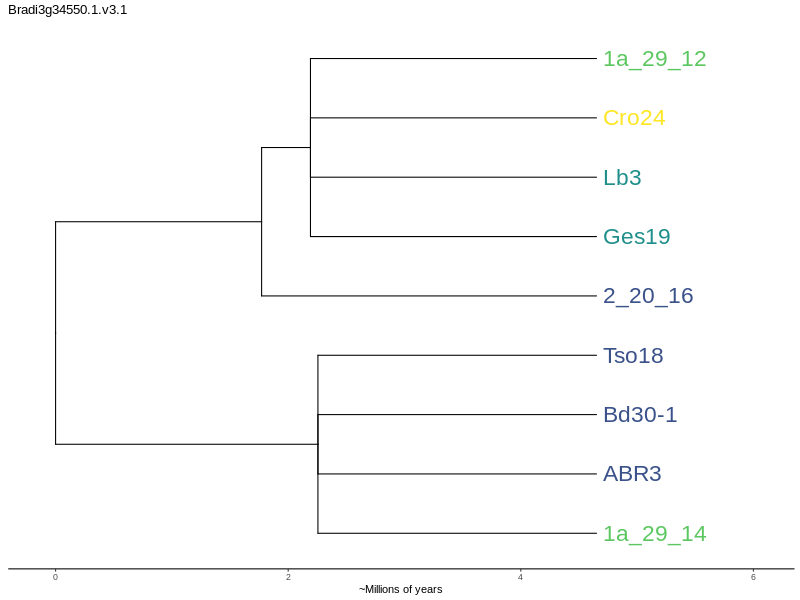 Bradi3g34550.1.v3.1
1a_29_12
Cro24
Lb3
Ges19
2_20_16
Tso18
Bd30-1
ABR3
1a_29_14
0 2 4 6
~Millions of years